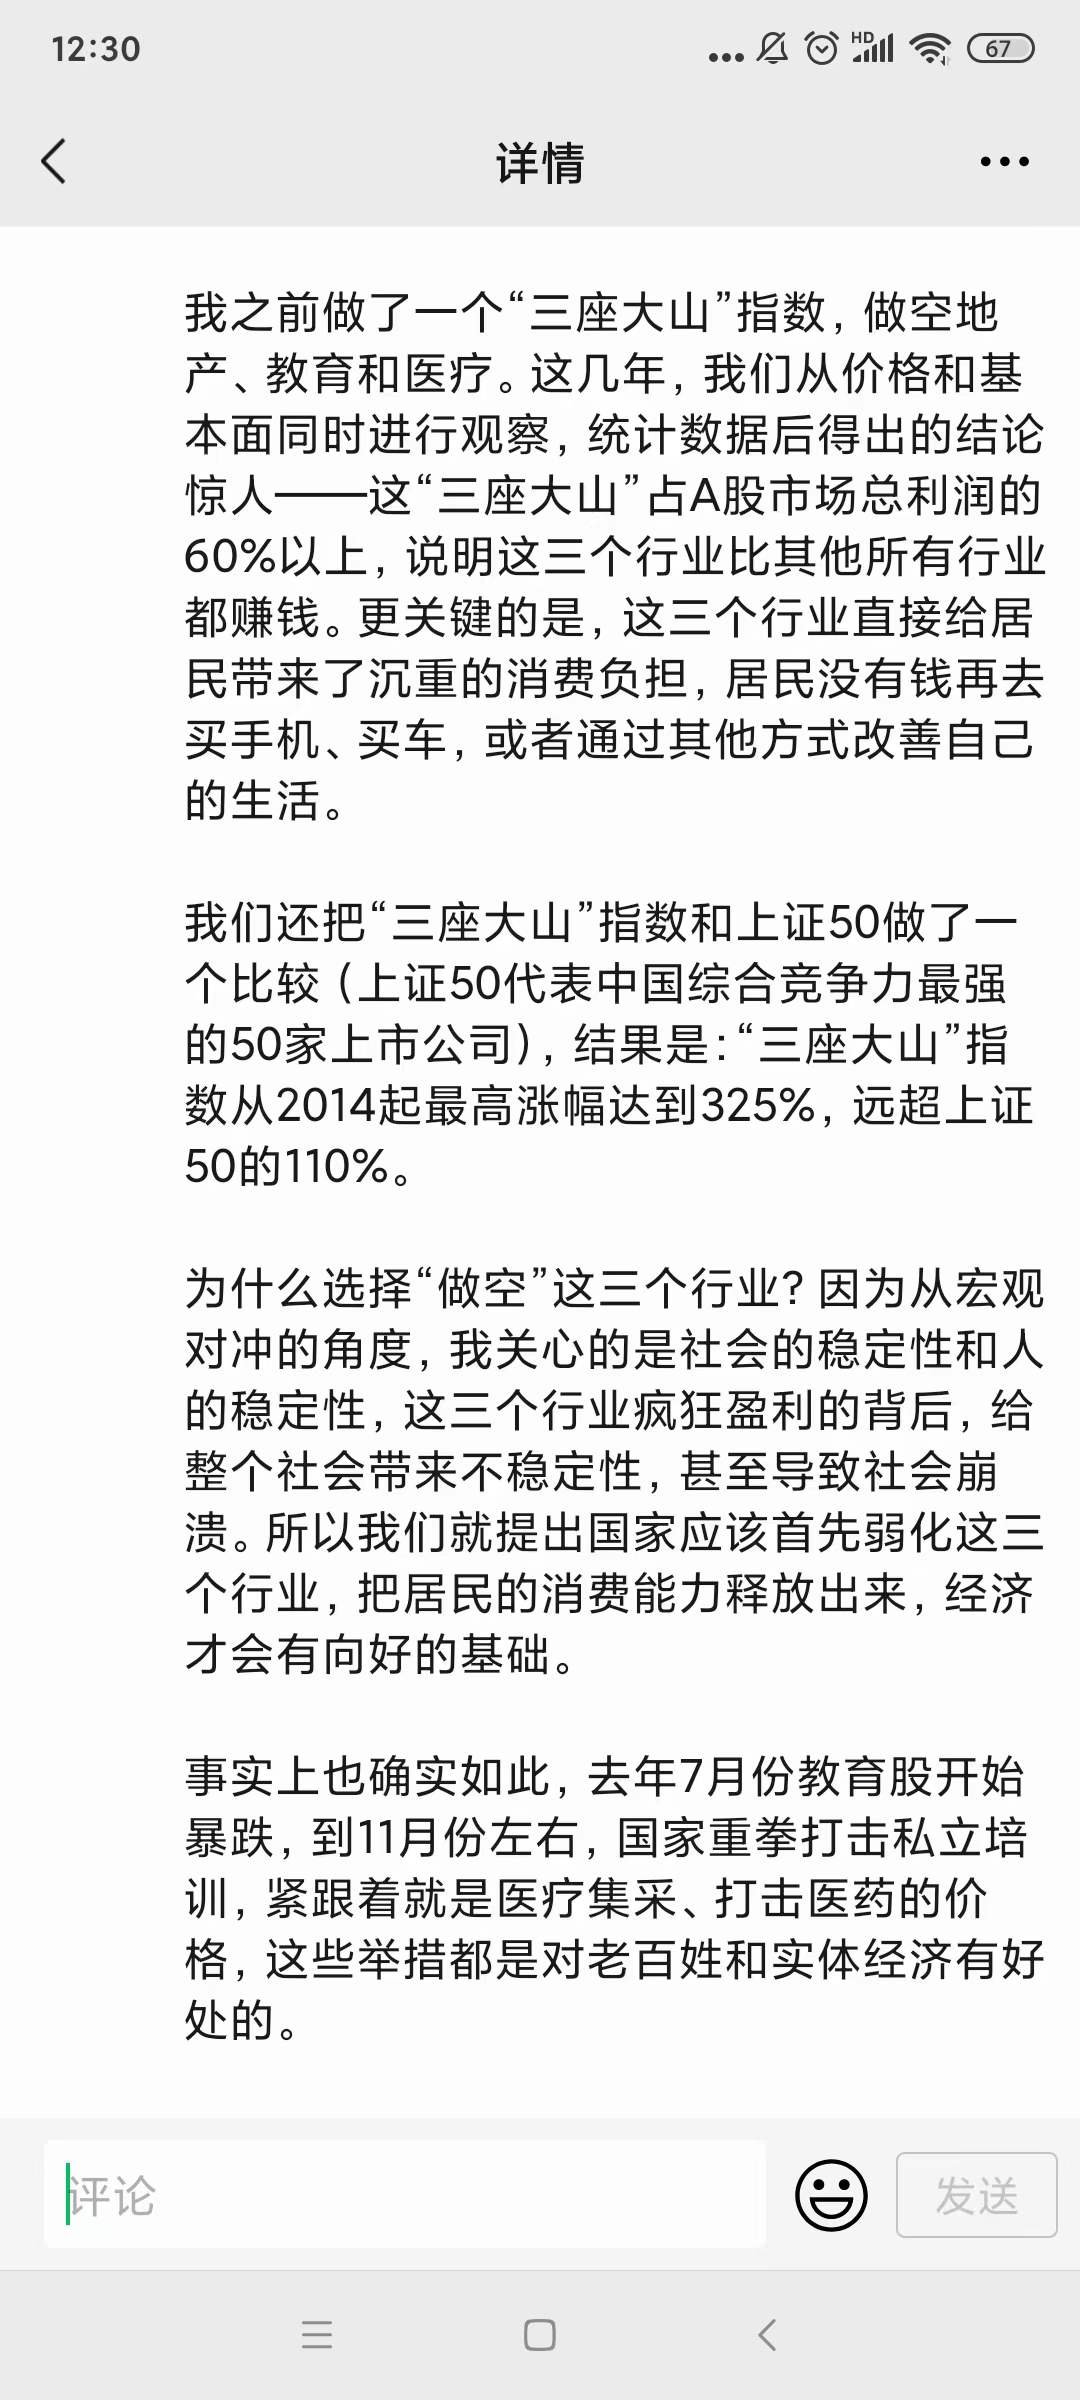 12:30
HD
67
详情
我之前做了一个“三座大山”指数，做空地
产、教育和医疗。这几年，我们从价格和基
本面同时进行观察，统计数据后得出的结论
惊人——这“三座大山”占A股市场总利润的
60%以上，说明这三个行业比其他所有行业
都赚钱。更关键的是，这三个行业直接给居
民带来了沉重的消费负担，居民没有钱再去
买手机、买车，或者通过其他方式改善自己
的生活。
我们还把“三座大山”指数和上证50做了一
个比较（上证50代表中国综合竞争力最强
的50家上市公司），结果是：“三座大山”指
数从2014起最高涨幅达到325%，远超上证
50的110%。
为什么选择“做空”这三个行业？因为从宏观
对冲的角度，我关心的是社会的稳定性和人
的稳定性，这三个行业疯狂盈利的背后，给
整个社会带来不稳定性，甚至导致社会崩
溃。所以我们就提出国家应该首先弱化这三
个行业，把居民的消费能力释放出来，经济
才会有向好的基础。
事实上也确实如此，去年7月份教育股开始
暴跌，到11月份左右，国家重拳打击私立培
训，紧跟着就是医疗集采、打击医药的价
格，这些举措都是对老百姓和实体经济有好
处的。
评论
发送